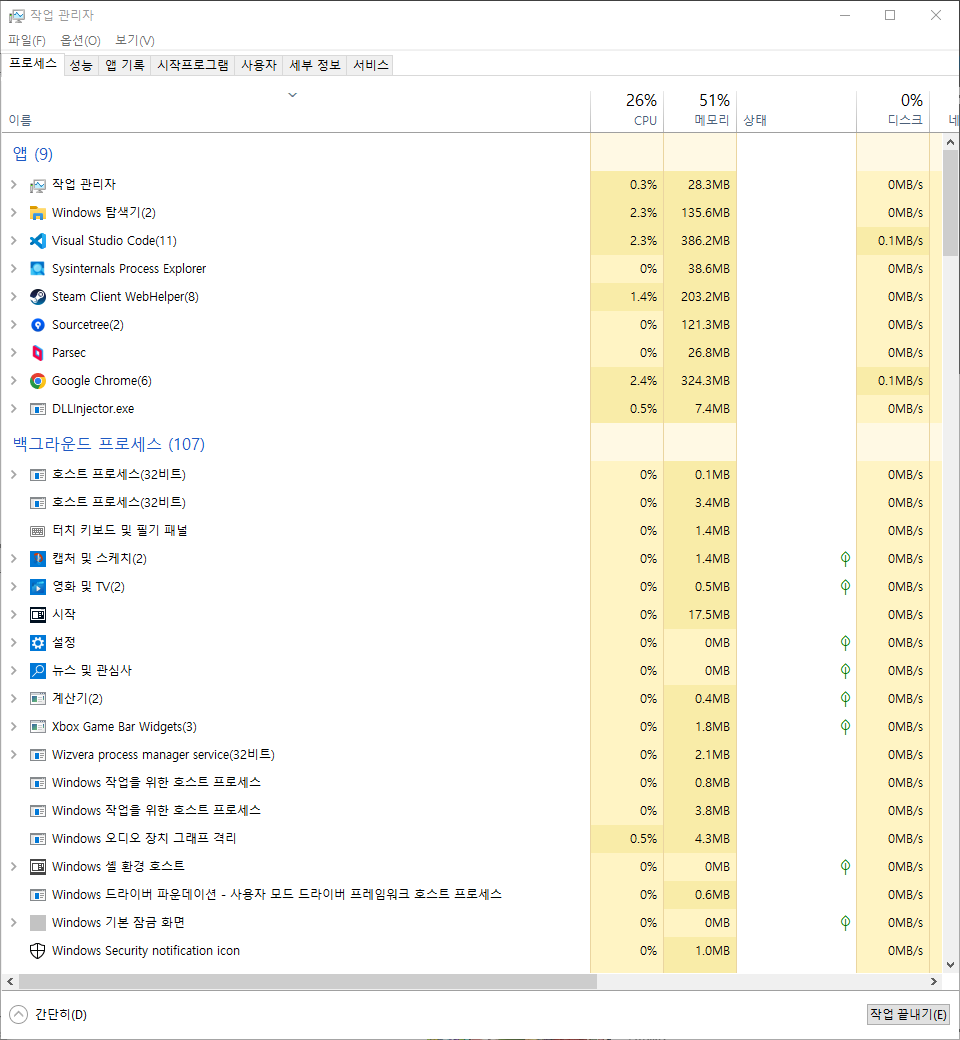 작업 관리자
파일(F) 옵션(O) 보기(V)
프로세스 성능 앱 기록 시작프로그램 사용자 세부 정보 서비스
26% 51% 0%
이름 CPU 메모리 상태 디스크 네
앱 (9)
작업 관리자 0.3% 28.3MB 0MB/s
Windows 탐색기(2) 2.3% 135.6MB 0MB/s
Visual Studio Code(11) 2.3% 386.2MB 0.1MB/s
Sysinternals Process Explorer 0% 38.6MB 0MB/s
Steam Client WebHelper(8) 1.4% 203.2MB 0MB/s
Sourcetree(2) 0% 121.3MB 0MB/s
Parsec 0% 26.8MB 0MB/s
Google Chrome(6) 2.4% 324.3MB 0.1MB/s
DLLInjector.exe 0.5% 7.4MB 0MB/s
백그라운드 프로세스 (107)
호스트 프로세스(32비트) 0% 0.1MB 0MB/s
호스트 프로세스(32비트) 0% 3.4MB 0MB/s
터치 키보드 및 필기 패널 0% 1.4MB 0MB/s
캡처 및 스케치(2) 0% 1.4MB 0MB/s
영화 및 TV(2) 0% 0.5MB 0MB/s
시작 0% 17.5MB 0MB/s
설정 0% 0MB 0MB/s
뉴스 및 관심사 0% 0MB 0MB/s
계산기(2) 0% 0.4MB 0MB/s
Xbox Game Bar Widgets(3) 0% 1.8MB 0MB/s
Wizvera process manager service(32비트) 0% 2.1MB 0MB/s
Windows 작업을 위한 호스트 프로세스 0% 0.8MB 0MB/s
Windows 작업을 위한 호스트 프로세스 0% 3.8MB 0MB/s
Windows 오디오 장치 그래프 격리 0.5% 4.3MB 0MB/s
Windows 셸 환경 호스트 0% 0MB 0MB/s
Windows 드라이버 파운데이션 - 사용자 모드 드라이버 프레임워크 호스트 프로세스 0% 0.6MB 0MB/s
Windows 기본 잠금 화면 0% 0MB 0MB/s
Windows Security notification icon 0% 1.0MB 0MB/s
간단히(D) 작업 끝내기(E)